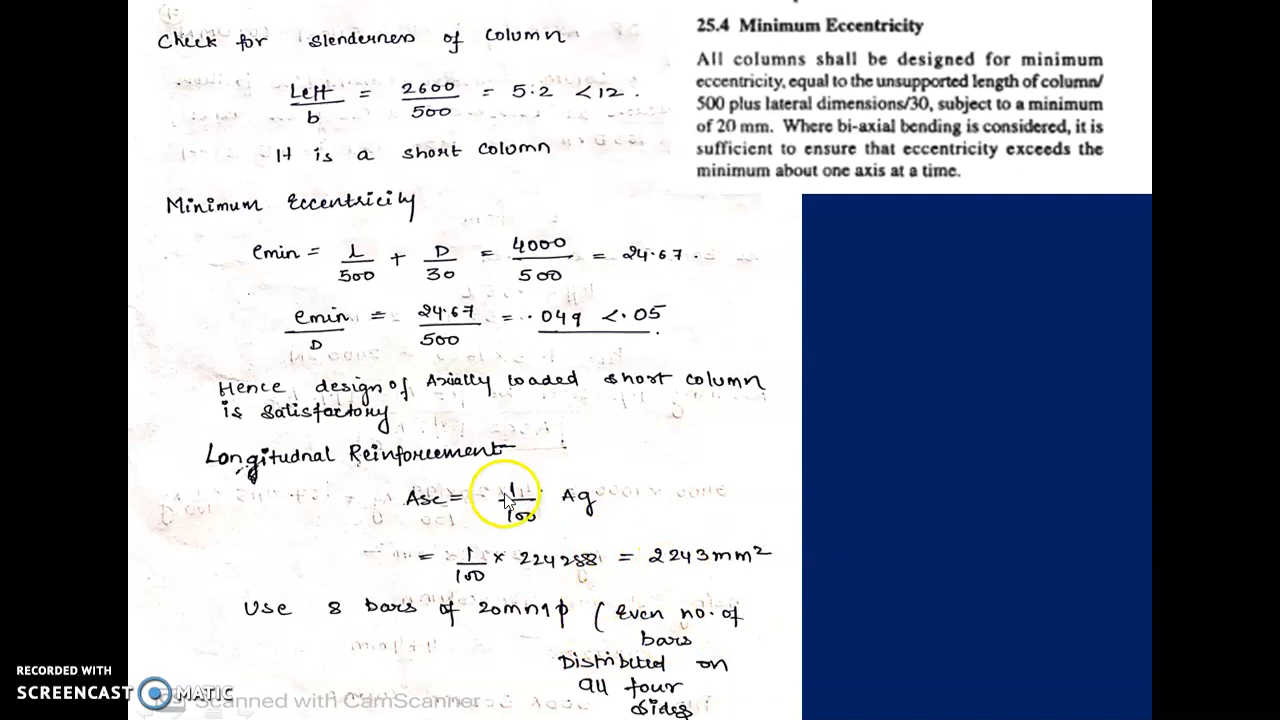 Check for slenderness of column
Leff/b = 2600/500 = 5.2 < 12.
It is a short column
Minimum Eccentricity
emin = L/500 + D/30 = 4000/500 = 24.67.
emin/D = 24.67/500 = .049 < .05
Hence design of Axially loaded short column
is satisfactory
Longitudnal Reinforcement
Asc = 1/100 Ag
= 1/100 × 224288 = 2243mm²
Use 8 bars of 20mm φ (Even no. of
bars
Distributed on
all four
sides
25.4 Minimum Eccentricity
All columns shall be designed for minimum
eccentricity, equal to the unsupported length of column/
500 plus lateral dimensions/30, subject to a minimum
of 20 mm. Where bi-axial bending is considered, it is
sufficient to ensure that eccentricity exceeds the
minimum about one axis at a time.
RECORDED WITH
SCREENCAST MATIC
Scanned with CamScanner